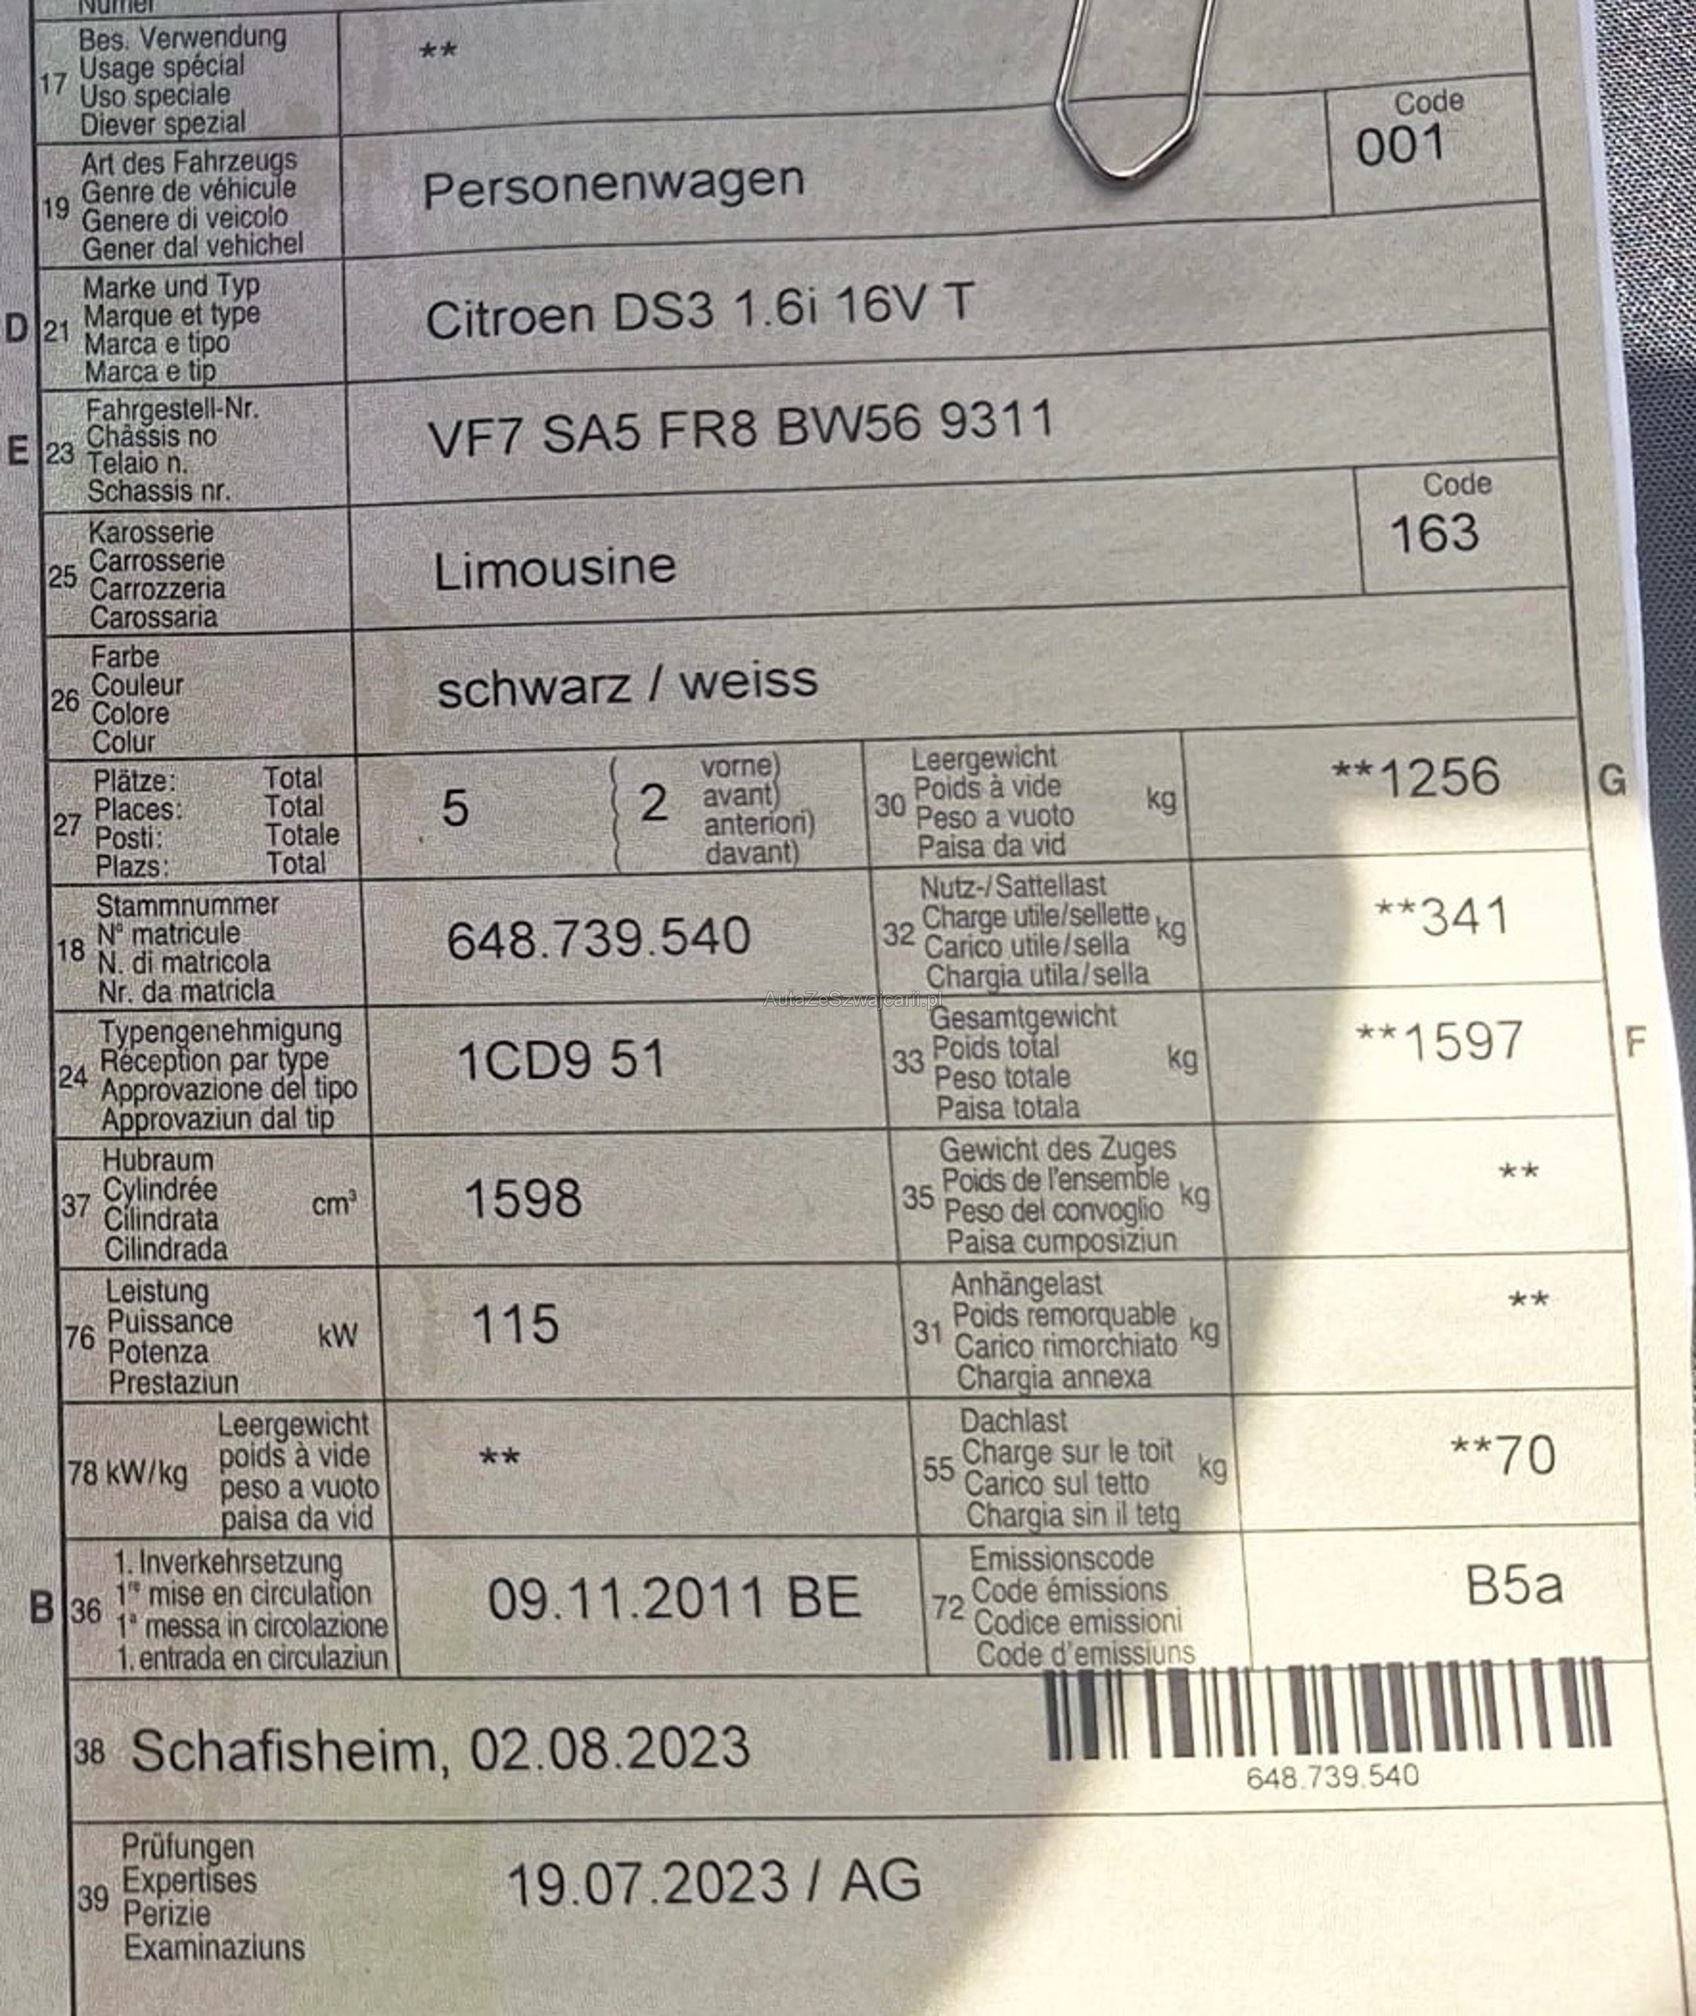 Numer
17 Bes. Verwendung
Usage spécial
Uso speciale
Diever spezial
**
19 Art des Fahrzeugs
Genre de véhicule
Genere di veicolo
Gener dal vehichel
Personenwagen
Code
001
D 21 Marke und Typ
Marque et type
Marca e tipo
Marca e tip
Citroen DS3 1.6i 16V T
E 23 Fahrgestell-Nr.
Châssis no
Telaio n.
Schassis nr.
VF7 SA5 FR8 BW56 9311
25 Karosserie
Carrosserie
Carrozzeria
Carossaria
Limousine
Code
163
26 Farbe
Couleur
Colore
Colur
schwarz / weiss
27 Plätze: Total
Places: Total
Posti: Totale
Plazs: Total
5 ( 2 vorne)
avant)
anteriori)
davant)
30 Leergewicht
Poids à vide
Peso a vuoto
Paisa da vid
kg
**1256 G
18 Stammnummer
N° matricule
N. di matricola
Nr. da matricla
648.739.540
32 Nutz-/Sattellast
Charge utile/sellette
Carico utile/sella
Chargia utila/sella
kg
**341
AutaZeSzwajcarii.pl
24 Typengenehmigung
Réception par type
Approvazione del tipo
Approvaziun dal tip
1CD9 51
33 Gesamtgewicht
Poids total
Peso totale
Paisa totala
kg
**1597 F
37 Hubraum
Cylindrée
Cilindrata
Cilindrada
cm³
1598
35 Gewicht des Zuges
Poids de l'ensemble
Peso del convoglio
Paisa cumposiziun
kg
**
76 Leistung
Puissance
Potenza
Prestaziun
kW
115
31 Anhängelast
Poids remorquable
Carico rimorchiato
Chargia annexa
kg
**
78 kW/kg Leergewicht
poids à vide
peso a vuoto
paisa da vid
**
55 Dachlast
Charge sur le toit
Carico sul tetto
Chargia sin il tetg
kg
**70
B 36 1. Inverkehrsetzung
1re mise en circulation
1a messa in circolazione
1. entrada en circulaziun
09.11.2011 BE
72 Emissionscode
Code émissions
Codice emissioni
Code d'emissiuns
B5a
38 Schafisheim, 02.08.2023
648.739.540
39 Prüfungen
Expertises
Perizie
Examinaziuns
19.07.2023 / AG